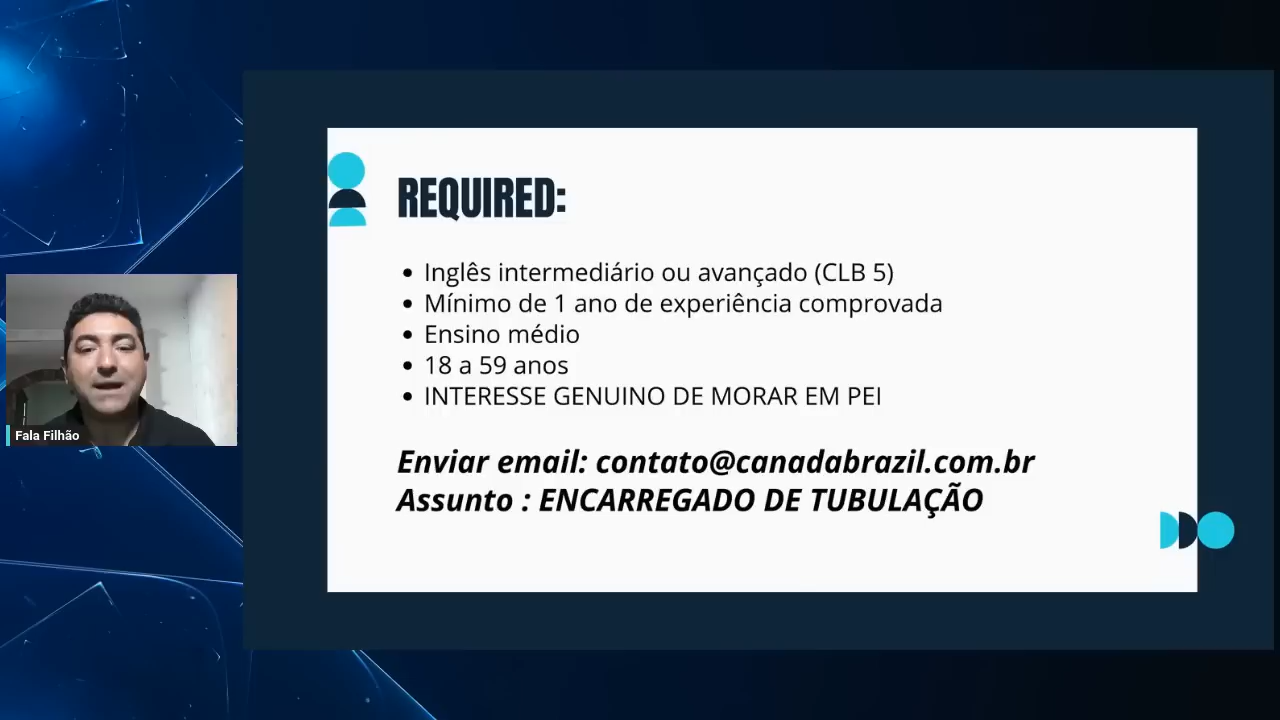 REQUIRED:
• Inglês intermediário ou avançado (CLB 5)
• Mínimo de 1 ano de experiência comprovada
• Ensino médio
• 18 a 59 anos
• INTERESSE GENUINO DE MORAR EM PEI
Enviar email: contato@canadabrazil.com.br
Assunto : ENCARREGADO DE TUBULAÇÃO
Fala Filhão